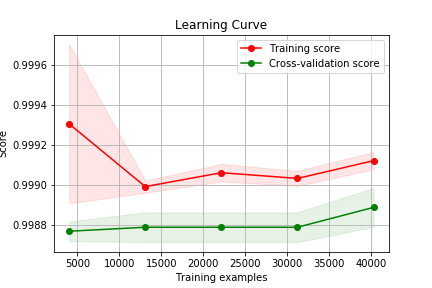 Learning Curve
Training score
Cross-validation score
Score
0.9996
0.9994
0.9992
0.9990
0.9988
5000 10000 15000 20000 25000 30000 35000 40000
Training examples